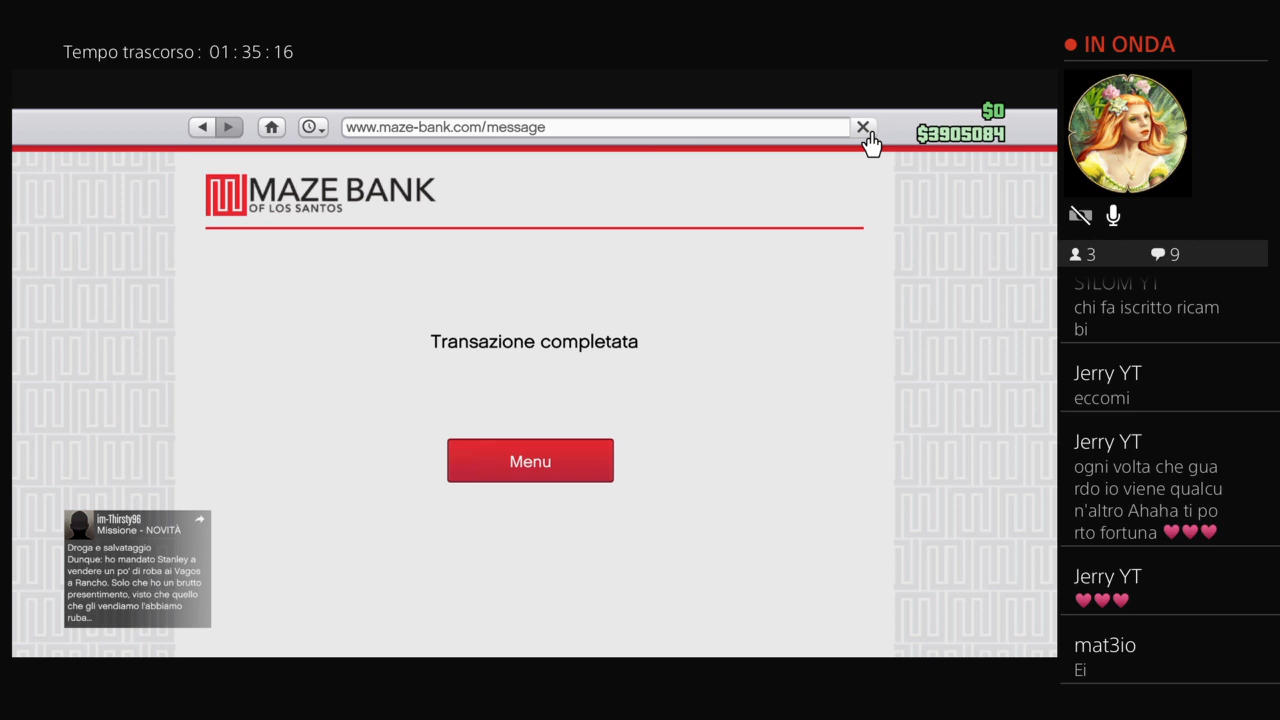 Tempo trascorso: 01:35:16
IN ONDA
www.maze-bank.com/message
$0
$3905084
MAZE BANK
OF LOS SANTOS
3
9
Transazione completata
Menu
im-Thirsty96
Missione - NOVITÀ
Droga e salvataggio
Dunque: ho mandato Stanley a
vendere un po' di roba ai Vagos
a Rancho. Solo che ho un brutto
presentimento, visto che quello
che gli vendiamo l'abbiamo
ruba...
SILOM YT
chi fa iscritto ricam
bi
Jerry YT
eccomi
Jerry YT
ogni volta che gua
rdo io viene qualcu
n'altro Ahaha ti po
rto fortuna ♥♥♥
Jerry YT
♥♥♥
mat3io
Ei